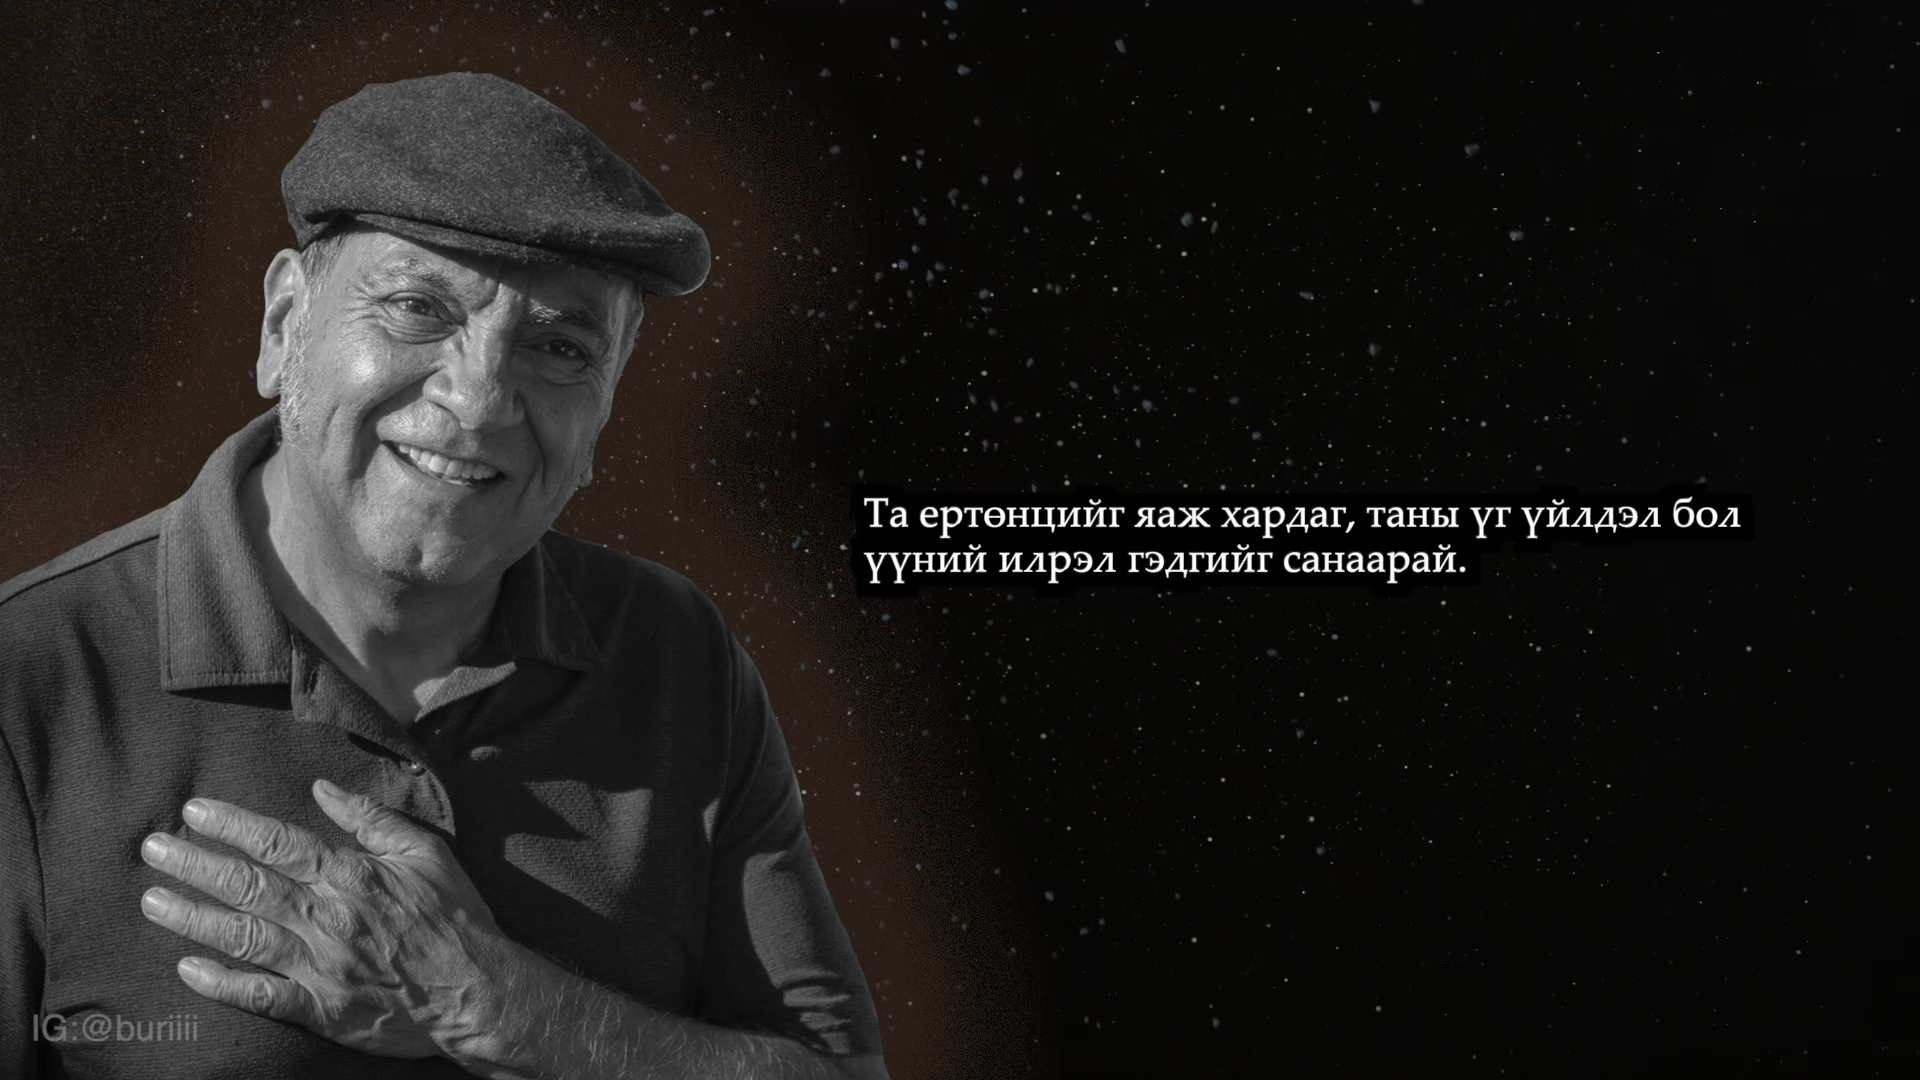 Та ертөнцийг яаж хардаг, таны үг үйлдэл бол
үүний илрэл гэдгийг санаарай.
IG:@buriiii